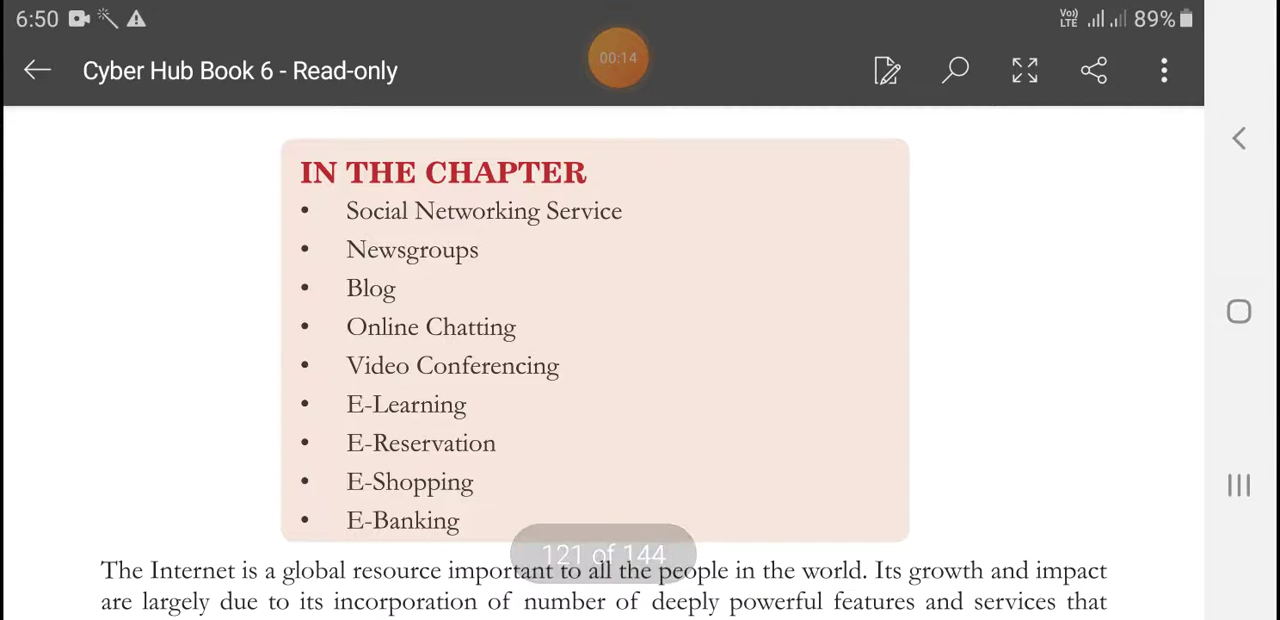 6:50 Vo)) LTE 89%
Cyber Hub Book 6 - Read-only
00:14
IN THE CHAPTER
• Social Networking Service
• Newsgroups
• Blog
• Online Chatting
• Video Conferencing
• E-Learning
• E-Reservation
• E-Shopping
• E-Banking
121 of 144
The Internet is a global resource important to all the people in the world. Its growth and impact
are largely due to its incorporation of number of deeply powerful features and services that